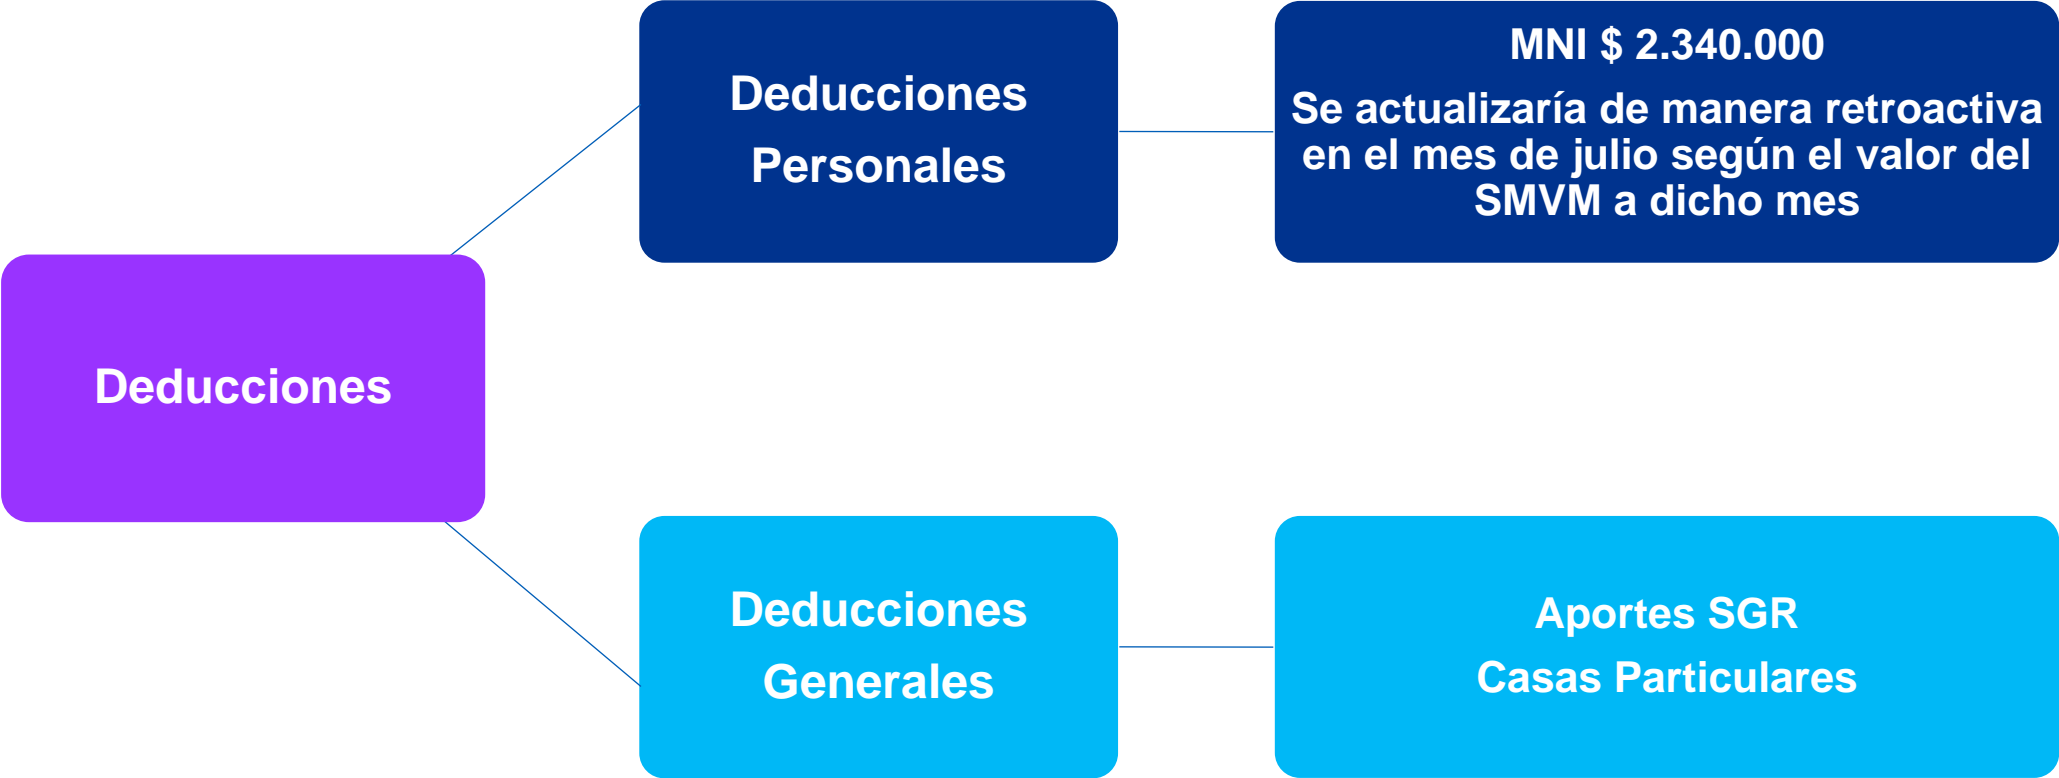 Deducciones
Deducciones
Personales
MNI $ 2.340.000
Se actualizaría de manera retroactiva
en el mes de julio según el valor del
SMVM a dicho mes
Deducciones
Generales
Aportes SGR
Casas Particulares